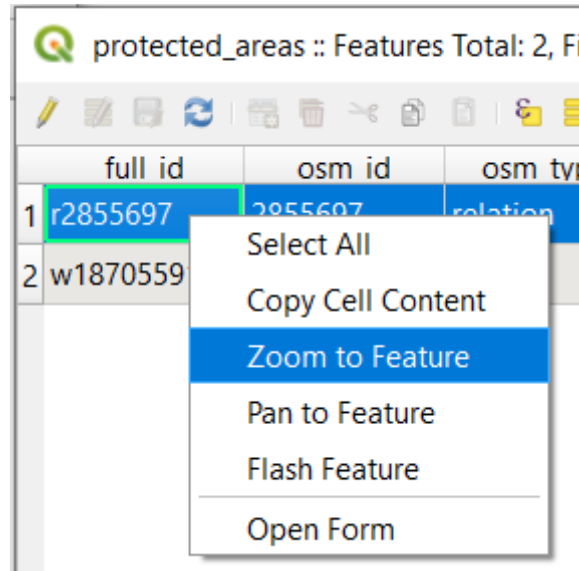 protected_areas :: Features Total: 2, Fi
full_id osm_id osm_typ
1 r2855697 2855697 relation
2 w18705591
Select All
Copy Cell Content
Zoom to Feature
Pan to Feature
Flash Feature
Open Form